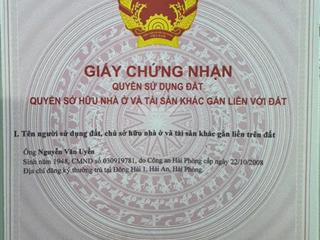 GIẤY CHỨNG NHẬN
QUYỀN SỬ DỤNG ĐẤT
QUYỀN SỞ HỮU NHÀ Ở VÀ TÀI SẢN KHÁC GẮN LIỀN VỚI ĐẤT
I. Tên người sử dụng đất, chủ sở hữu nhà ở và tài sản khác gắn liền trên đất
Ông Nguyễn Văn Uyên
Sinh năm 1948, CMND số 030919781, do Công an Hải Phòng cấp ngày 22/10/2008
Địa chỉ đăng ký thường trú tại Đông Hải 1, Hải An, Hải Phòng.